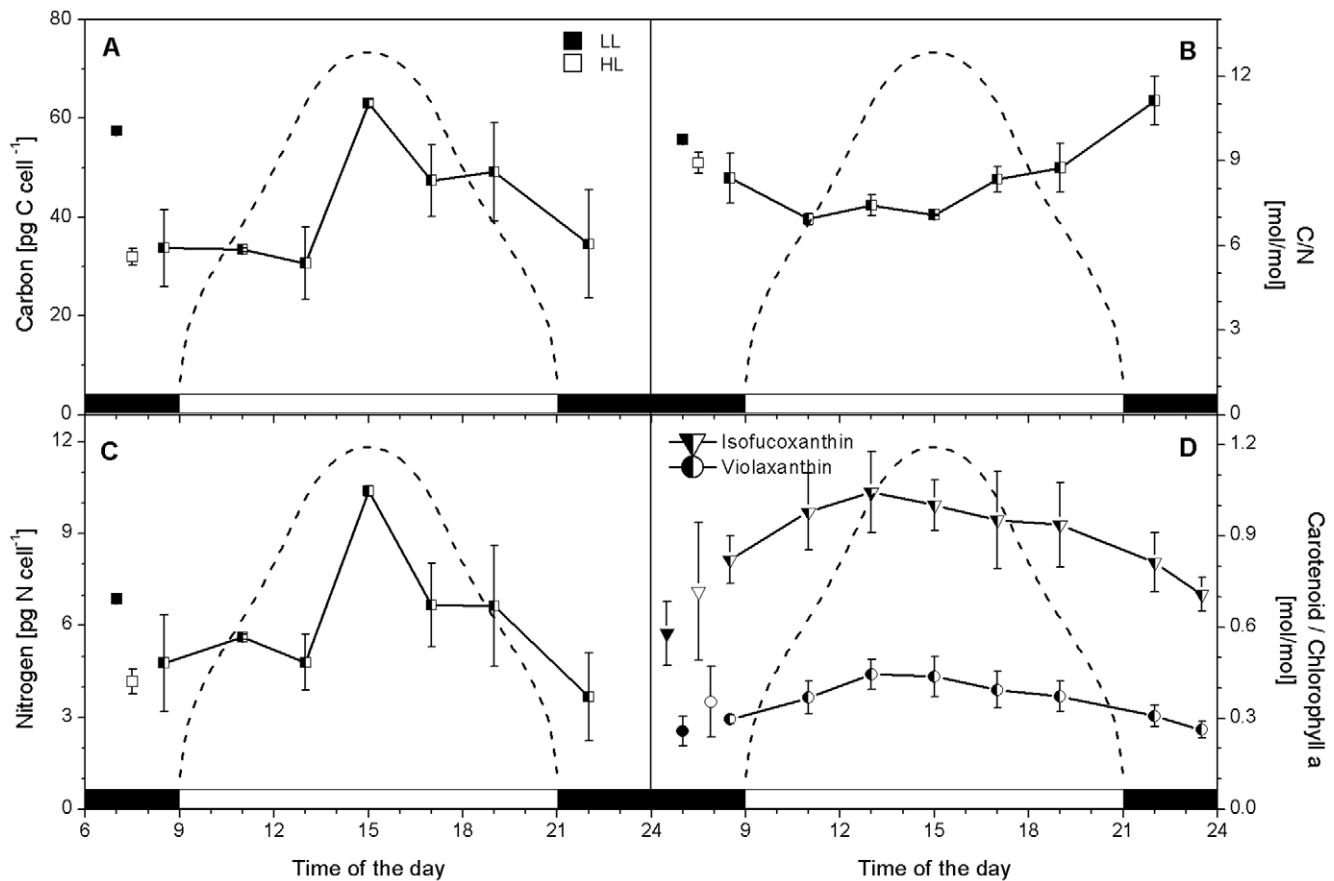 A
LL
HL
B
80
60
40
20
0
Carbon [pg C cell⁻¹]
12
9
6
3
0
C/N
[mol/mol]
C
Isofucoxanthin
Violaxanthin
D
12
9
6
3
0
Nitrogen [pg N cell⁻¹]
1.2
0.9
0.6
0.3
0.0
Carotenoid / Chlorophyll a
[mol/mol]
6 9 12 15 18 21 24 9 12 15 18 21 24
Time of the day Time of the day